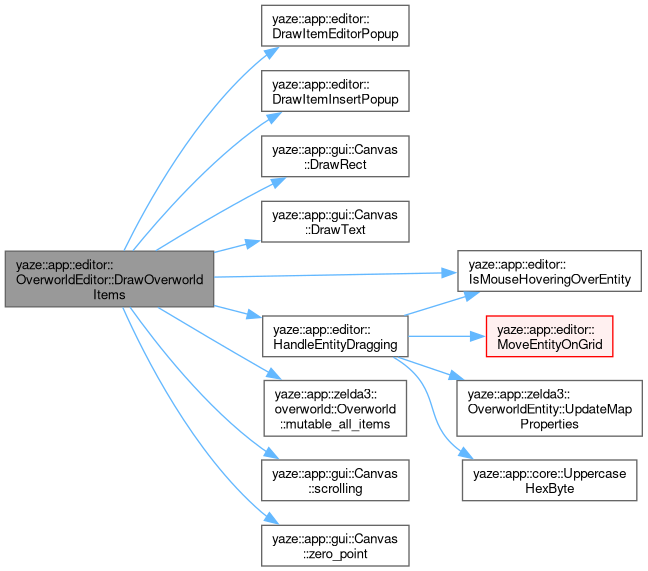 yaze::app::editor::
OverworldEditor::DrawOverworld
Items
yaze::app::editor::
DrawItemEditorPopup
yaze::app::editor::
DrawItemInsertPopup
yaze::app::gui::Canvas
::DrawRect
yaze::app::gui::Canvas
::DrawText
yaze::app::editor::
IsMouseHoveringOverEntity
yaze::app::editor::
HandleEntityDragging
yaze::app::editor::
MoveEntityOnGrid
yaze::app::zelda3::
OverworldEntity::UpdateMap
Properties
yaze::app::core::Uppercase
HexByte
yaze::app::zelda3::
overworld::Overworld
::mutable_all_items
yaze::app::gui::Canvas
::scrolling
yaze::app::gui::Canvas
::zero_point